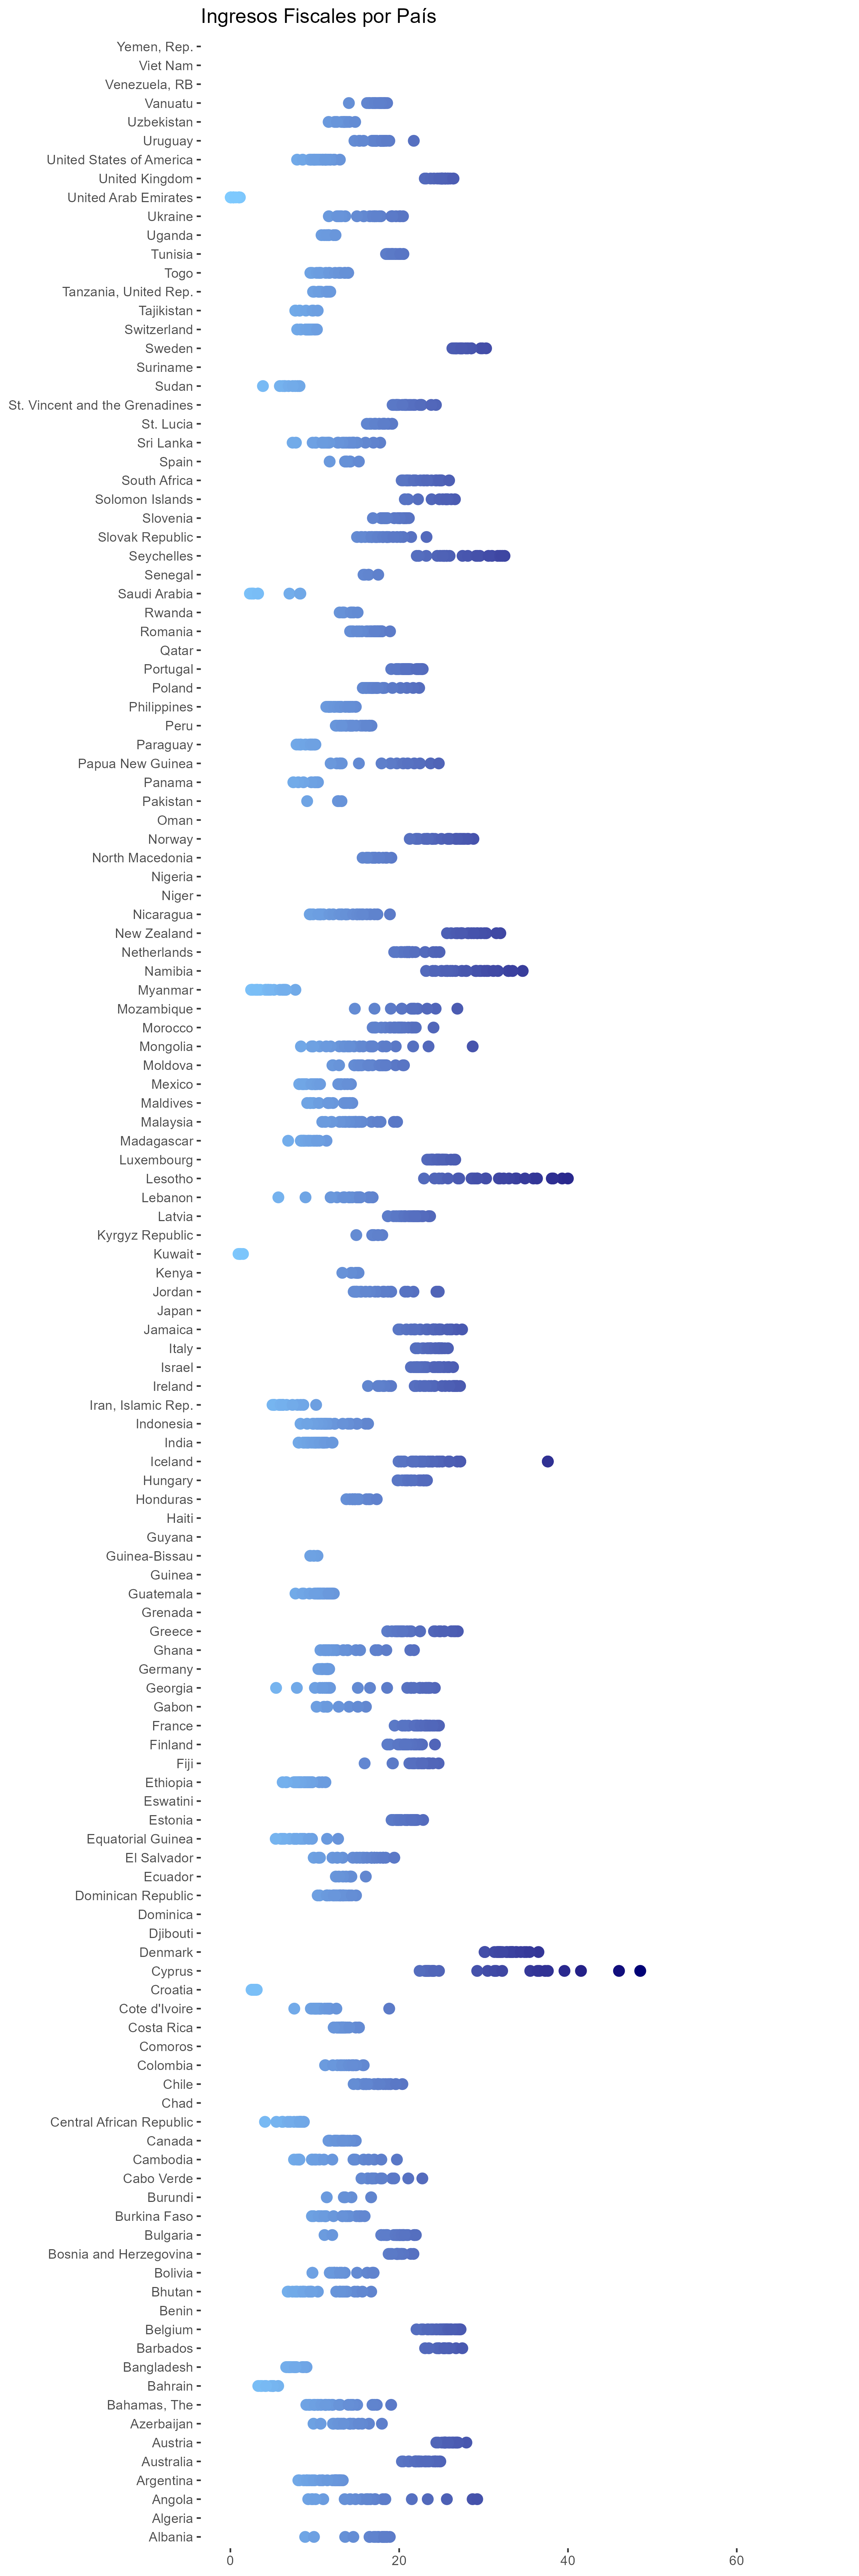 Ingresos Fiscales por País
Yemen, Rep.
Viet Nam
Venezuela, RB
Vanuatu
Uzbekistan
Uruguay
United States of America
United Kingdom
United Arab Emirates
Ukraine
Uganda
Tunisia
Togo
Tanzania, United Rep.
Tajikistan
Switzerland
Sweden
Suriname
Sudan
St. Vincent and the Grenadines
St. Lucia
Sri Lanka
Spain
South Africa
Solomon Islands
Slovenia
Slovak Republic
Seychelles
Senegal
Saudi Arabia
Rwanda
Romania
Qatar
Portugal
Poland
Philippines
Peru
Paraguay
Papua New Guinea
Panama
Pakistan
Oman
Norway
North Macedonia
Nigeria
Niger
Nicaragua
New Zealand
Netherlands
Namibia
Myanmar
Mozambique
Morocco
Mongolia
Moldova
Mexico
Maldives
Malaysia
Madagascar
Luxembourg
Lesotho
Lebanon
Latvia
Kyrgyz Republic
Kuwait
Kenya
Jordan
Japan
Jamaica
Italy
Israel
Ireland
Iran, Islamic Rep.
Indonesia
India
Iceland
Hungary
Honduras
Haiti
Guyana
Guinea-Bissau
Guinea
Guatemala
Grenada
Greece
Ghana
Germany
Georgia
Gabon
France
Finland
Fiji
Ethiopia
Eswatini
Estonia
Equatorial Guinea
El Salvador
Ecuador
Dominican Republic
Dominica
Djibouti
Denmark
Cyprus
Croatia
Cote d'Ivoire
Costa Rica
Comoros
Colombia
Chile
Chad
Central African Republic
Canada
Cambodia
Cabo Verde
Burundi
Burkina Faso
Bulgaria
Bosnia and Herzegovina
Bolivia
Bhutan
Benin
Belgium
Barbados
Bangladesh
Bahrain
Bahamas, The
Azerbaijan
Austria
Australia
Argentina
Angola
Algeria
Albania
0 20 40 60